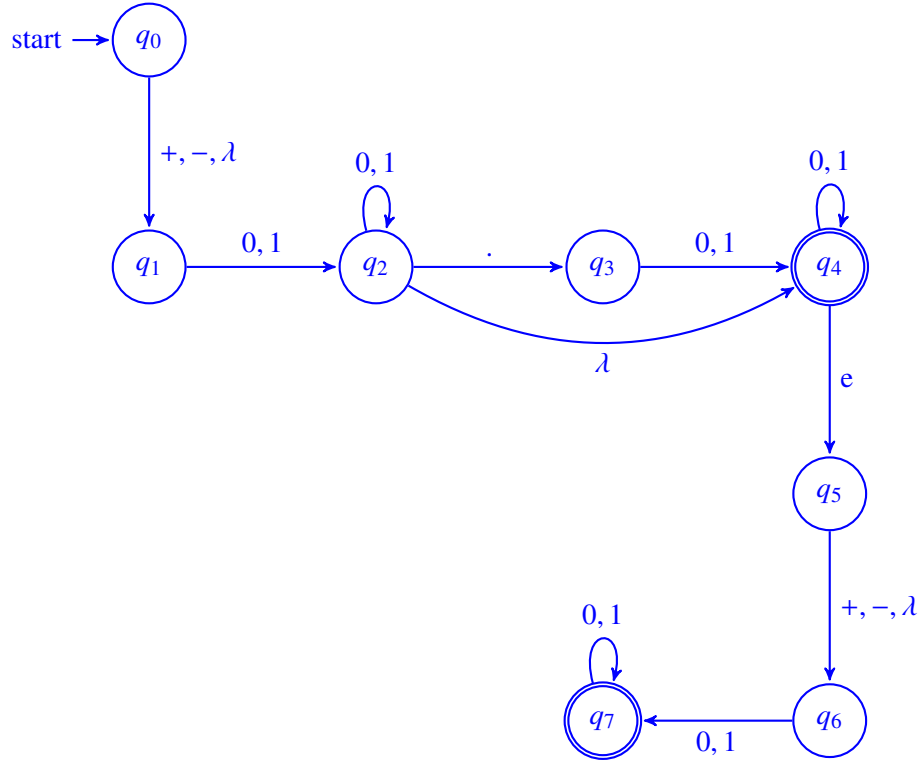 start q0
+, −, λ
0, 1 0, 1
q1 0, 1 q2 . q3 0, 1 q4
λ
e
q5
+, −, λ
0, 1
q7 0, 1 q6